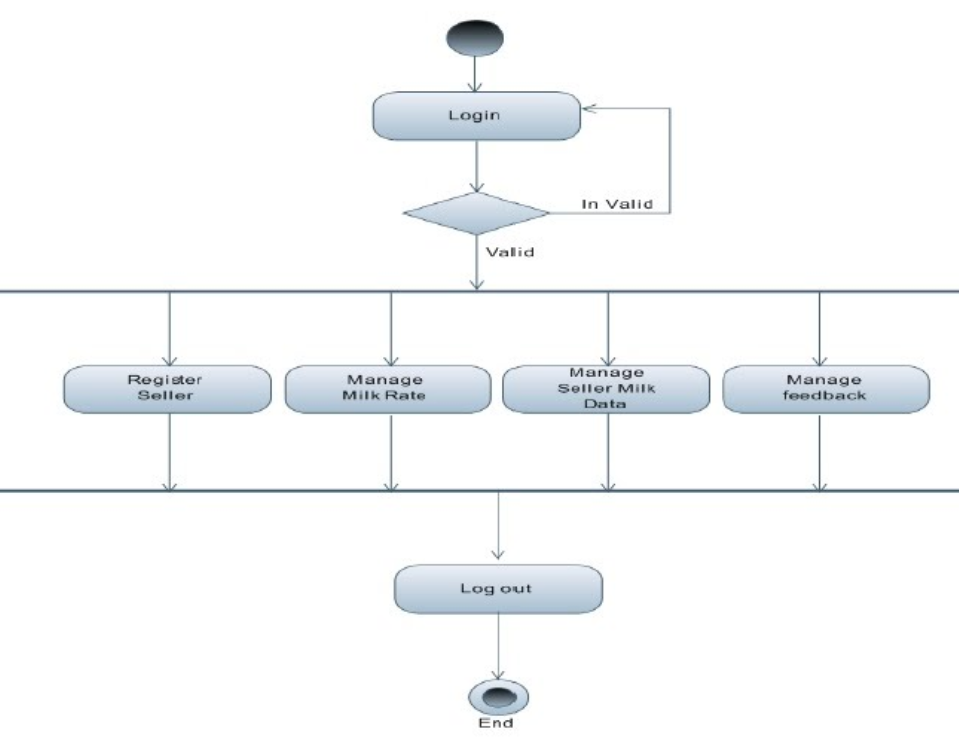 Login
In Valid
Valid
Register
Seller
Manage
Milk Rate
Manage
Seller Milk
Data
Manage
feedback
Log out
End